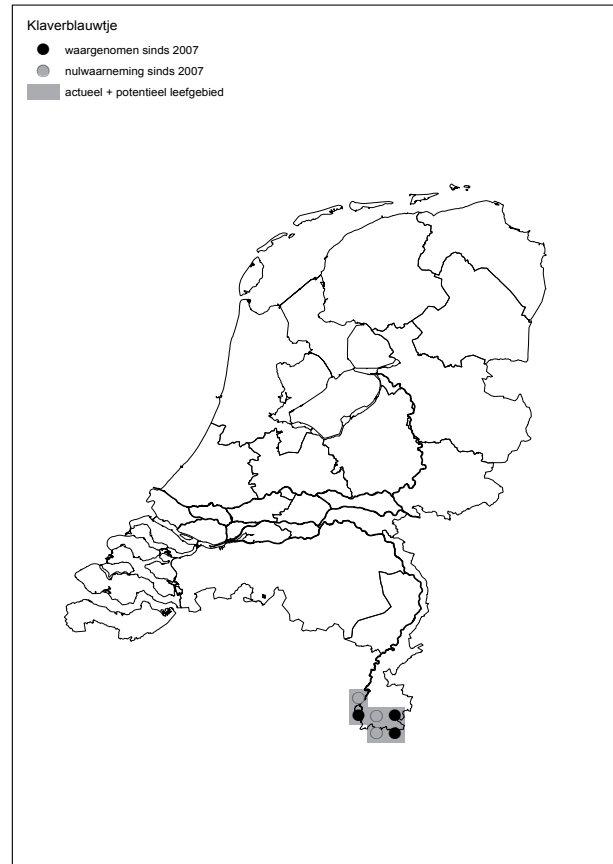 Klaverblauwtje
waargenomen sinds 2007
nulwaarneming sinds 2007
actueel + potentieel leefgebied